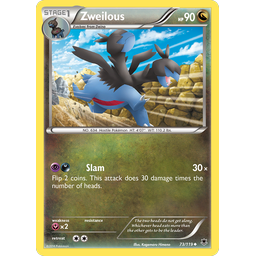 STAGE 1
Zweilous
HP 90
Evolves from Deino
NO. 634 Hostile Pokémon HT: 4'07" WT: 110.2 lbs.
Slam 30×
Flip 2 coins. This attack does 30 damage times
the number of heads.
weakness
resistance
×2
retreat
The two heads do not get along.
Whichever head eats more than
the other gets to be the leader.
Illus. Kagemaru Himeno
73/119